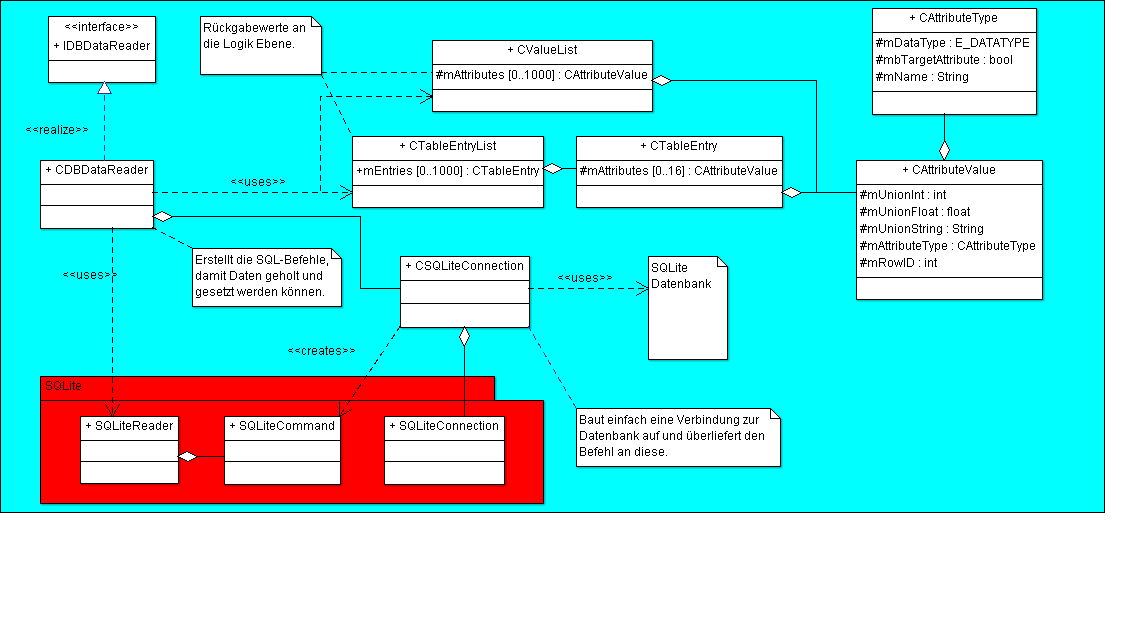 <<interface>>
+ IDBDataReader
Rückgabewerte an
die Logik Ebene.
+ CValueList
#mAttributes [0..1000] : CAttributeValue
+ CAttributeType
#mDataType : E_DATATYPE
#mbTargetAttribute : bool
#mName : String
<<realize>>
+ CTableEntryList
+mEntries [0..1000] : CTableEntry
+ CTableEntry
#mAttributes [0..16] : CAttributeValue
+ CDBDataReader
<<uses>>
+ CAttributeValue
#mUnionInt : int
#mUnionFloat : float
#mUnionString : String
#mAttributeType : CAttributeType
#mRowID : int
<<uses>>
Erstellt die SQL-Befehle,
damit Daten geholt und
gesetzt werden können.
+ CSQLiteConnection
<<uses>>
SQLite
Datenbank
<<creates>>
SQLite
+ SQLiteReader
+ SQLiteCommand
+ SQLiteConnection
Baut einfach eine Verbindung zur
Datenbank auf und überliefert den
Befehl an diese.